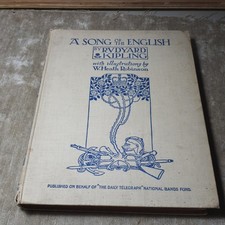 A SONG OF THE ENGLISH
BY RUDYARD
KIPLING
with illustrations by
W. Heath Robinson
PUBLISHED ON BEHALF OF "THE DAILY TELEGRAPH" NATIONAL BANDS FUND.